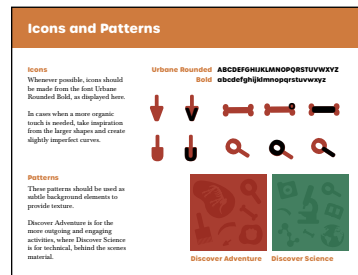 Icons and Patterns
Icons
Whenever possible, icons should
be made from the font Urbane
Rounded Bold, as displayed here.
In cases when a more organic
touch is needed, take inspiration
from the larger shapes and create
slightly imperfect curves.
Urbane Rounded ABCDEFGHIJKLMNOPQRSTUVWXYZ
Bold abcdefghijklmnopqrstuvwxyz
Patterns
These patterns should be used as
subtle background elements to
provide texture.
Discover Adventure is for the
more outgoing and engaging
activities, where Discover Science
is for technical, behind the scenes
material.
Discover Adventure
Discover Science